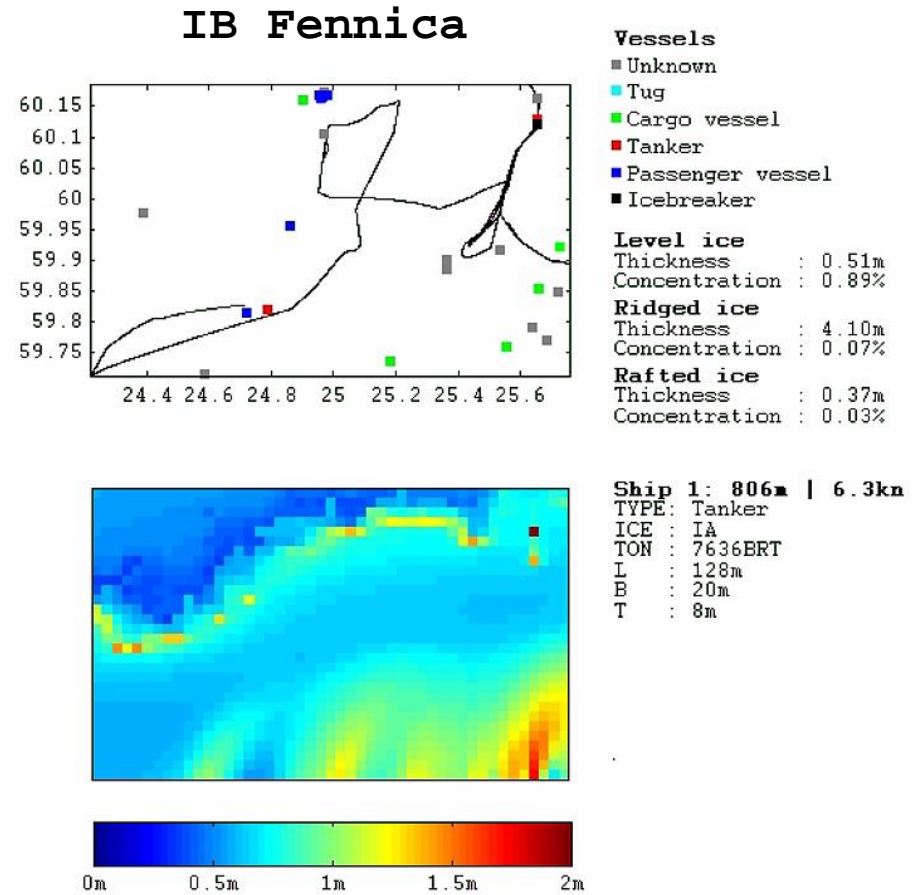 IB Fennica
60.15
60.1
60.05
60
59.95
59.9
59.85
59.8
59.75
24.4 24.6 24.8 25 25.2 25.4 25.6
Vessels
Unknown
Tug
Cargo vessel
Tanker
Passenger vessel
Icebreaker
Level ice
Thickness : 0.51m
Concentration : 0.89%
Ridged ice
Thickness : 4.10m
Concentration : 0.07%
Rafted ice
Thickness : 0.37m
Concentration : 0.03%
Ship 1: 806m | 6.3kn
TYPE: Tanker
ICE : IA
TON : 7636BRT
L : 128m
B : 20m
T : 8m
0m 0.5m 1m 1.5m 2m